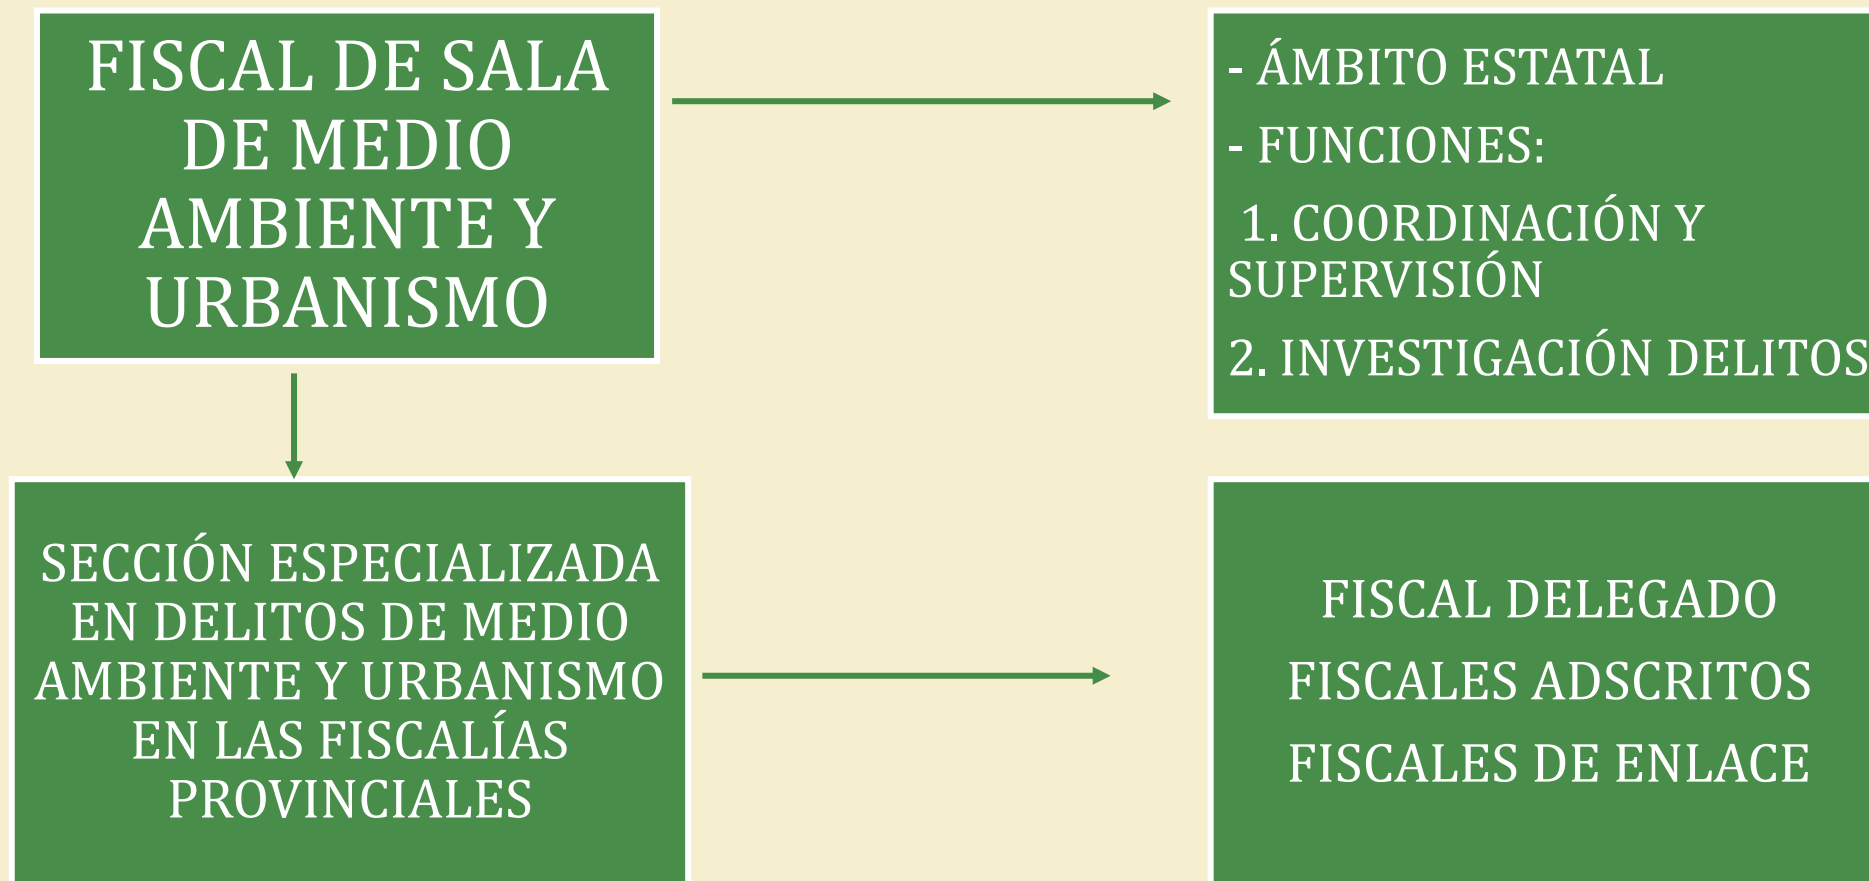 FISCAL DE SALA
DE MEDIO
AMBIENTE Y
URBANISMO
- ÁMBITO ESTATAL
- FUNCIONES:
1. COORDINACIÓN Y
SUPERVISIÓN
2. INVESTIGACIÓN DELITOS
SECCIÓN ESPECIALIZADA
EN DELITOS DE MEDIO
AMBIENTE Y URBANISMO
EN LAS FISCALÍAS
PROVINCIALES
FISCAL DELEGADO
FISCALES ADSCRITOS
FISCALES DE ENLACE